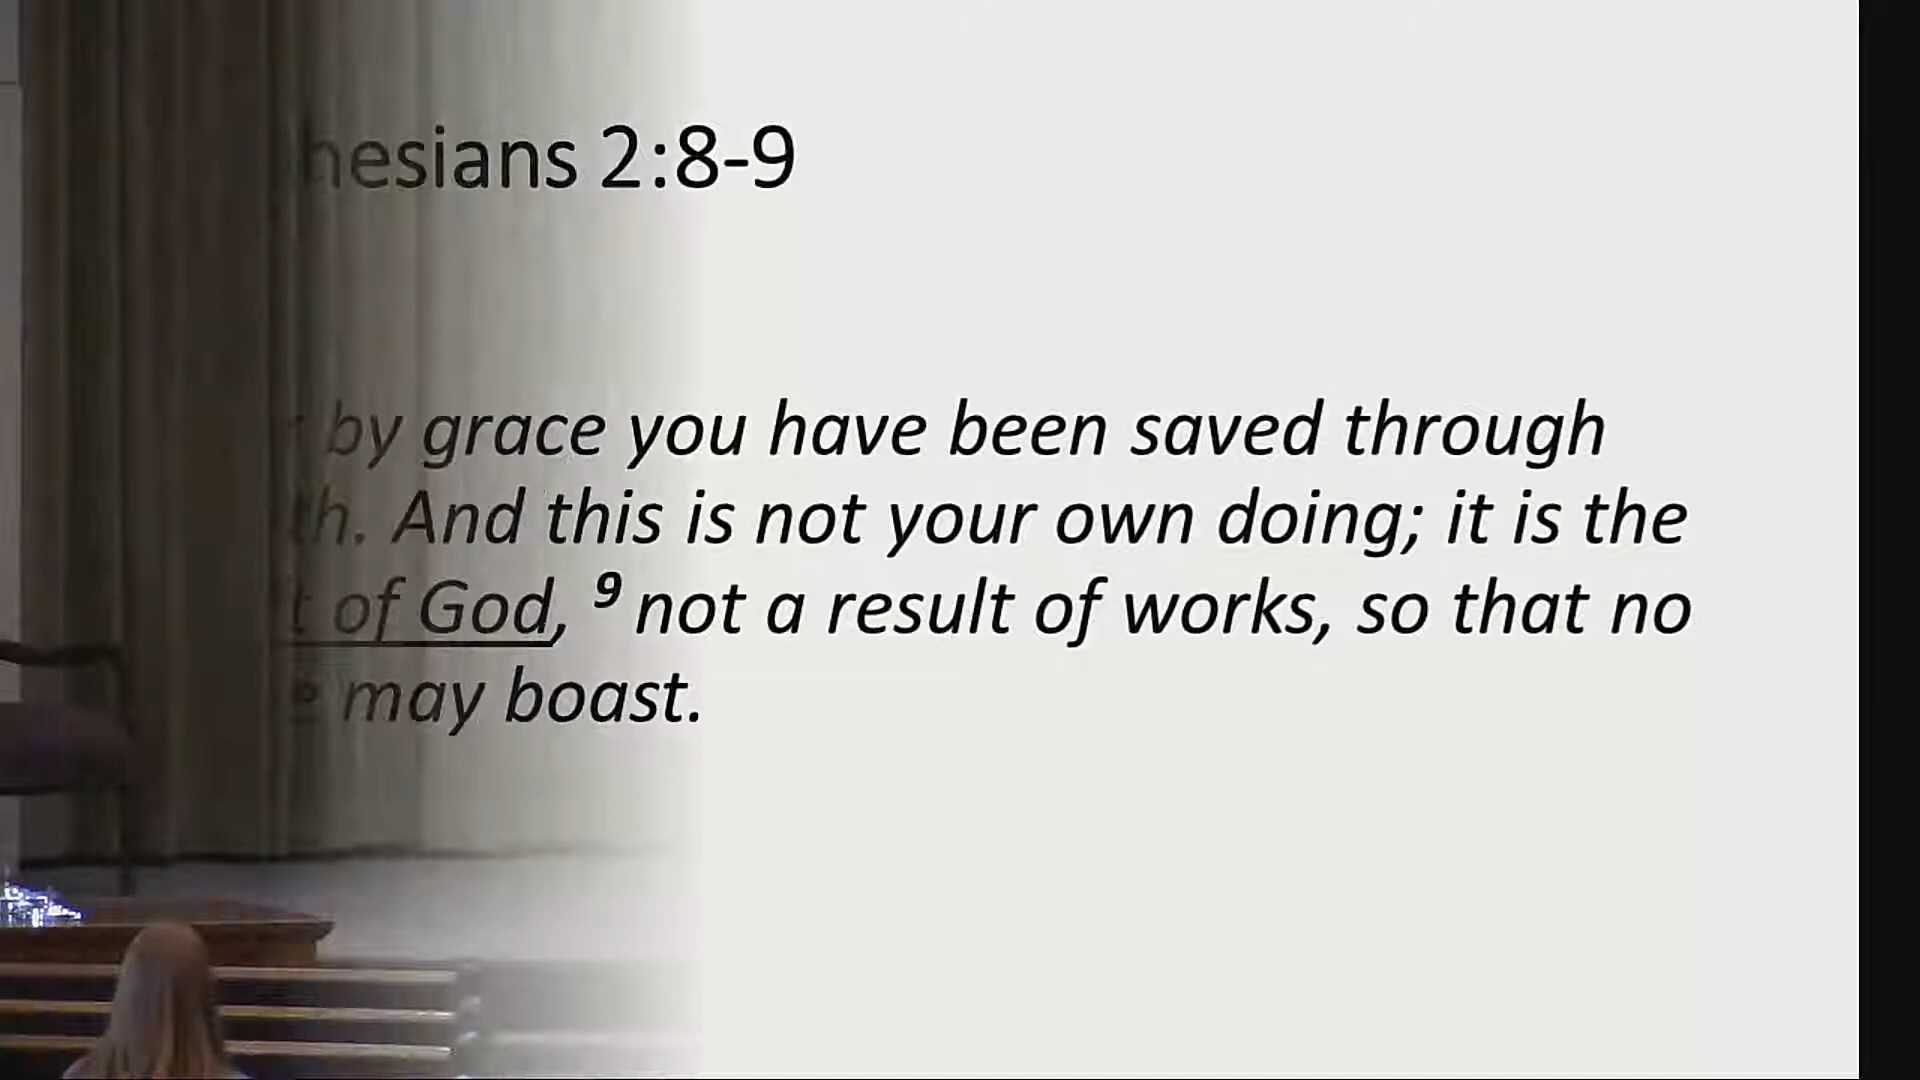 hesians 2:8-9
by grace you have been saved through
th. And this is not your own doing; it is the
t of God, 9 not a result of works, so that no
e may boast.